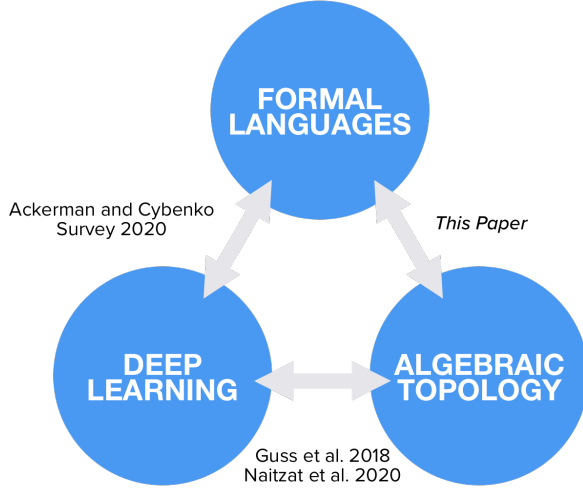 FORMAL
LANGUAGES
Ackerman and Cybenko
Survey 2020
This Paper
DEEP
LEARNING
ALGEBRAIC
TOPOLOGY
Guss et al. 2018
Naitzat et al. 2020